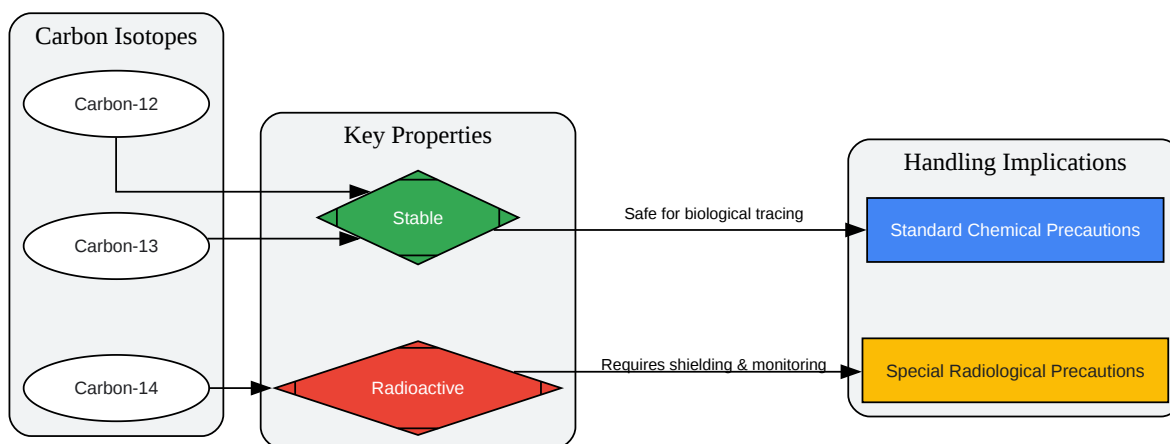 Carbon Isotopes
Carbon-12
Carbon-13
Carbon-14
Key Properties
Stable
Radioactive
Safe for biological tracing
Requires shielding & monitoring
Handling Implications
Standard Chemical Precautions
Special Radiological Precautions